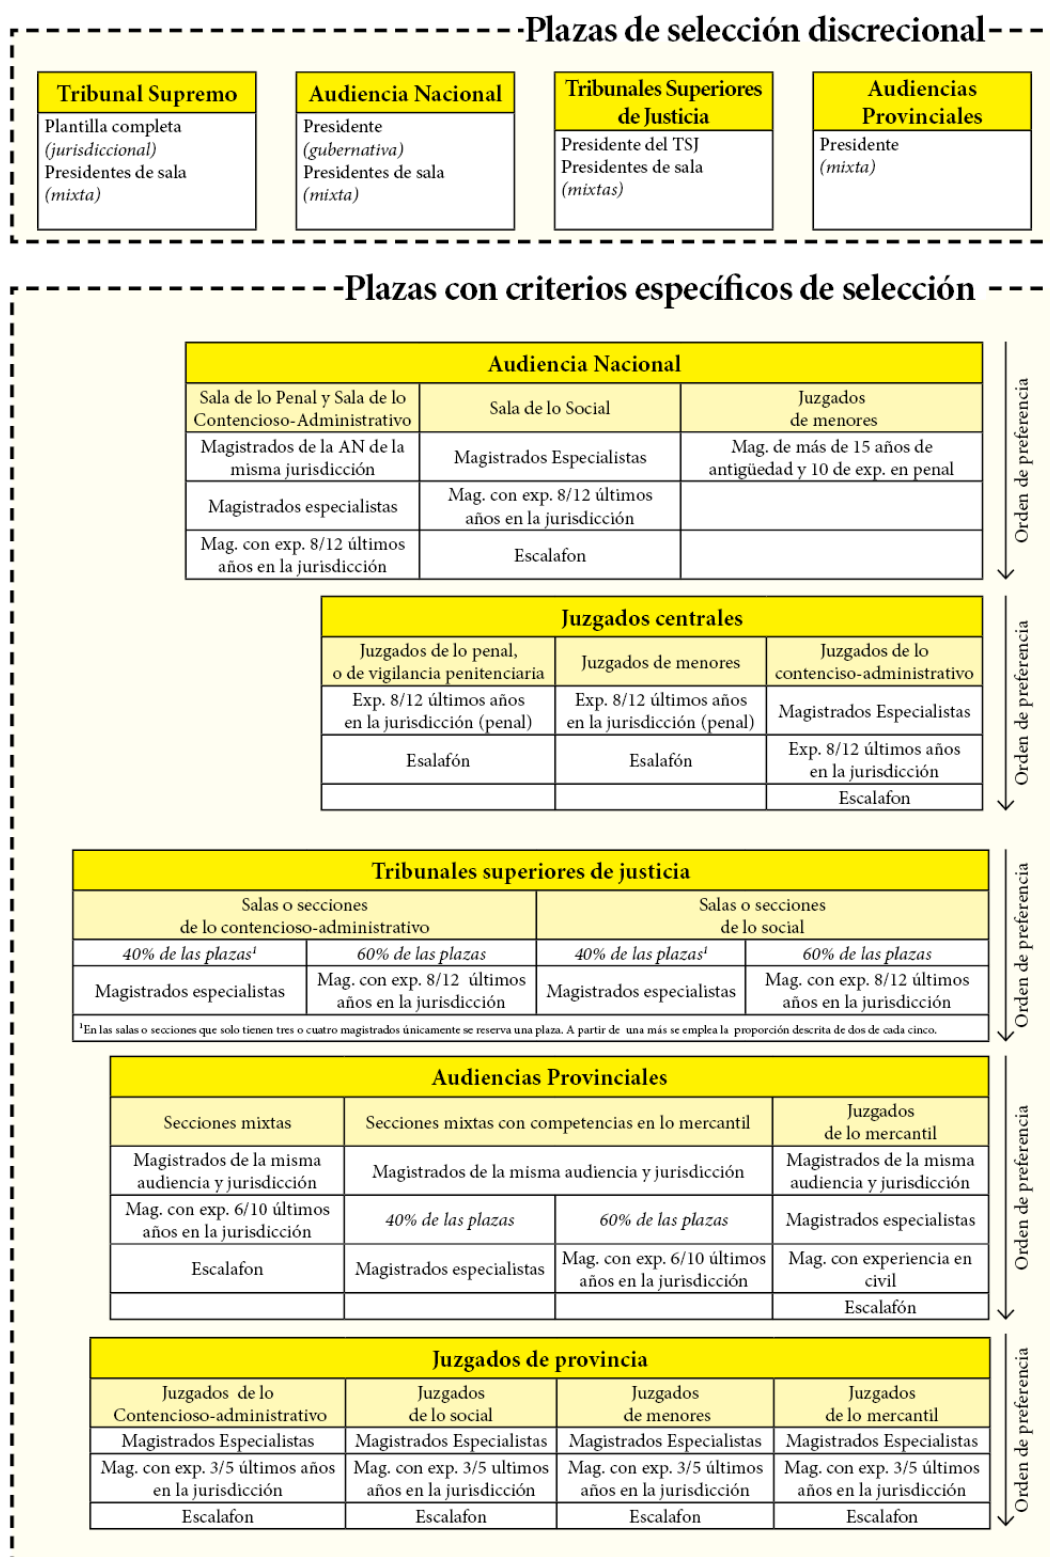 Plazas de selección discrecional
Tribunal Supremo
Plantilla completa
(jurisdiccional)
Presidentes de sala
(mixta)
Audiencia Nacional
Presidente
(gubernativa)
Presidentes de sala
(mixta)
Tribunales Superiores
de Justicia
Presidente del TSJ
Presidentes de sala
(mixtas)
Audiencias
Provinciales
Presidente
(mixta)
Plazas con criterios específicos de selección
Audiencia Nacional
Sala de lo Penal y Sala de lo
Contencioso-Administrativo
Sala de lo Social
Juzgados
de menores
Magistrados de la AN de la
misma jurisdicción
Magistrados Especialistas
Mag. de más de 15 años de
antigüedad y 10 de exp. en penal
Magistrados especialistas
Mag. con exp. 8/12 últimos
años en la jurisdicción
Mag. con exp. 8/12 últimos
años en la jurisdicción
Escalafon
Orden de preferencia
Juzgados centrales
Juzgados de lo penal,
o de vigilancia penitenciaria
Juzgados de menores
Juzgados de lo
contenciso-administrativo
Exp. 8/12 últimos años
en la jurisdicción (penal)
Exp. 8/12 últimos años
en la jurisdicción (penal)
Magistrados Especialistas
Esalafón
Esalafón
Exp. 8/12 últimos años
en la jurisdicción
Escalafon
Orden de preferencia
Tribunales superiores de justicia
Salas o secciones
de lo contencioso-administrativo
Salas o secciones
de lo social
40% de las plazas¹
60% de las plazas
40% de las plazas¹
60% de las plazas
Magistrados especialistas
Mag. con exp. 8/12 últimos
años en la jurisdicción
Magistrados especialistas
Mag. con exp. 8/12 últimos
años en la jurisdicción
¹En las salas o secciones que solo tienen tres o cuatro magistrados únicamente se reserva una plaza. A partir de una más se emplea la proporción descrita de dos de cada cinco.
Orden de preferencia
Audiencias Provinciales
Secciones mixtas
Secciones mixtas con competencias en lo mercantil
Juzgados
de lo mercantil
Magistrados de la misma
audiencia y jurisdicción
Magistrados de la misma audiencia y jurisdicción
Magistrados de la misma
audiencia y jurisdicción
Mag. con exp. 6/10 últimos
años en la jurisdicción
40% de las plazas
60% de las plazas
Magistrados especialistas
Escalafon
Magistrados especialistas
Mag. con exp. 6/10 últimos
años en la jurisdicción
Mag. con experiencia en
civil
Escalafón
Orden de preferencia
Juzgados de provincia
Juzgados de lo
Contencioso-administrativo
Juzgados
de lo social
Juzgados
de menores
Juzgados
de lo mercantil
Magistrados Especialistas
Magistrados Especialistas
Magistrados Especialistas
Magistrados Especialistas
Mag. con exp. 3/5 últimos años
en la jurisdicción
Mag. con exp. 3/5 ultimos
años en la jurisdicción
Mag. con exp. 3/5 últimos
años en la jurisdicción
Mag. con exp. 3/5 últimos
años en la jurisdicción
Escalafon
Escalafon
Escalafon
Escalafon
Orden de preferencia